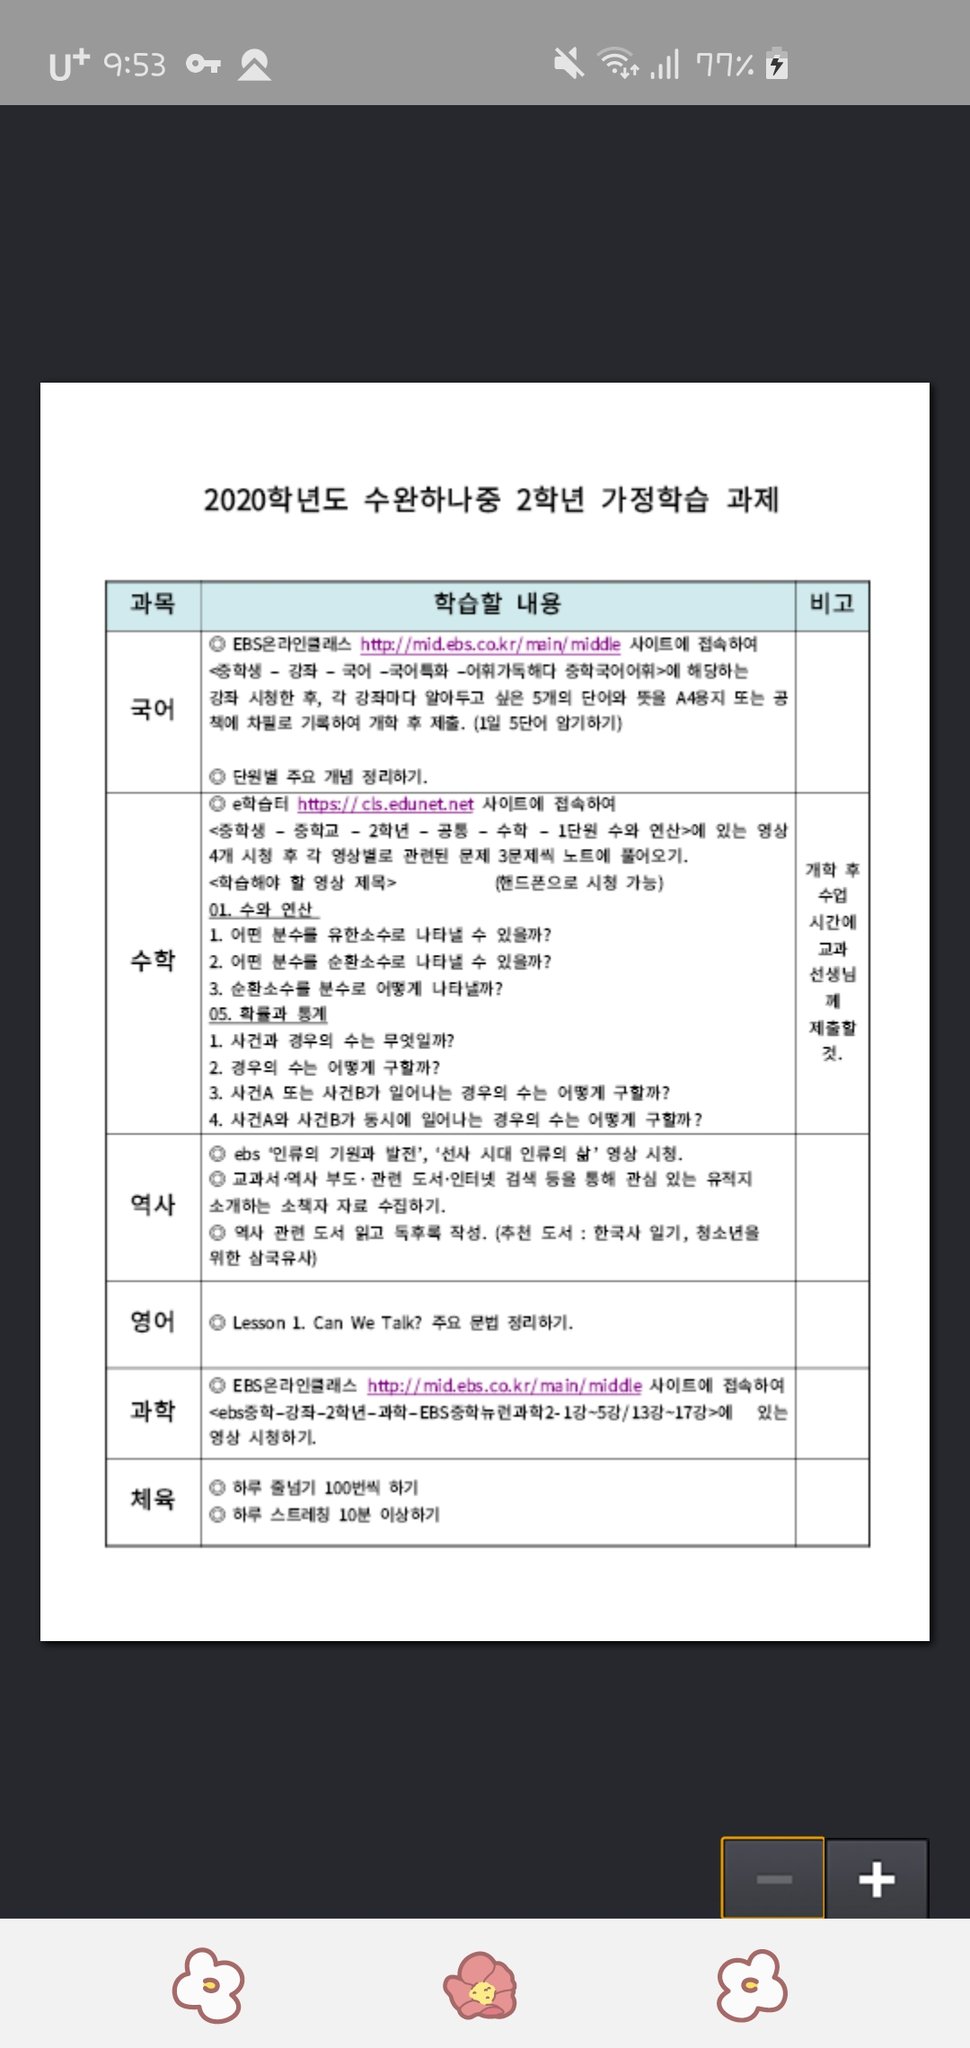 U+ 9:53 77%
2020학년도 수완하나중 2학년 가정학습 과제
과목 학습할 내용 비고
국어
◎ EBS온라인클래스 http://mid.ebs.co.kr/main/middle 사이트에 접속하여
<중학생 – 강좌 – 국어 –국어특화 –어휘가독해다 중학국어어휘>에 해당하는
강좌 시청한 후, 각 강좌마다 알아두고 싶은 5개의 단어와 뜻을 A4용지 또는 공
책에 자필로 기록하여 개학 후 제출. (1일 5단어 암기하기)
◎ 단원별 주요 개념 정리하기.
수학
◎ e학습터 https:// cls.edunet.net 사이트에 접속하여
<중학생 – 중학교 – 2학년 – 공통 – 수학 – 1단원 수와 연산>에 있는 영상
4개 시청 후 각 영상별로 관련된 문제 3문제씩 노트에 풀어오기.
<학습해야 할 영상 제목> (핸드폰으로 시청 가능)
01. 수와 연산
1. 어떤 분수를 유한소수로 나타낼 수 있을까?
2. 어떤 분수를 순환소수로 나타낼 수 있을까?
3. 순환소수를 분수로 어떻게 나타낼까?
05. 확률과 통계
1. 사건과 경우의 수는 무엇일까?
2. 경우의 수는 어떻게 구할까?
3. 사건A 또는 사건B가 일어나는 경우의 수는 어떻게 구할까?
4. 사건A와 사건B가 동시에 일어나는 경우의 수는 어떻게 구할까?
개학 후
수업
시간에
교과
선생님
께
제출할
것.
역사
◎ ebs ‘인류의 기원과 발전’, ‘선사 시대 인류의 삶’ 영상 시청.
◎ 교과서·역사 부도· 관련 도서·인터넷 검색 등을 통해 관심 있는 유적지
소개하는 소책자 자료 수집하기.
◎ 역사 관련 도서 읽고 독후록 작성. (추천 도서 : 한국사 일기, 청소년을
위한 삼국유사)
영어
◎ Lesson 1. Can We Talk? 주요 문법 정리하기.
과학
◎ EBS온라인클래스 http://mid.ebs.co.kr/main/middle 사이트에 접속하여
<ebs중학–강좌–2학년–과학–EBS중학뉴런과학2- 1강~5강/13강~17강>에 있는
영상 시청하기.
체육
◎ 하루 줄넘기 100번씩 하기
◎ 하루 스트레칭 10분 이상하기